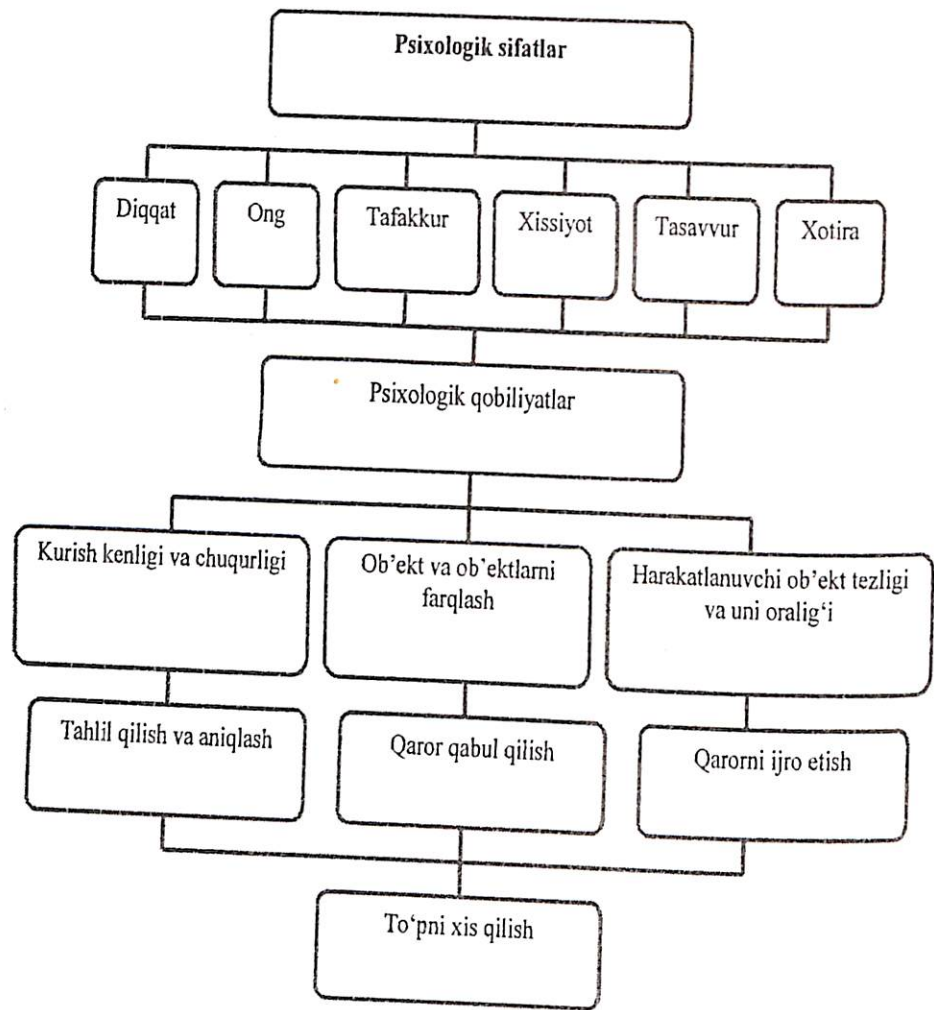 Psixologik sifatlar
Diqqat
Ong
Tafakkur
Xissiyot
Tasavvur
Xotira
Psixologik qobiliyatlar
Kurish kenligi va chuqurligi
Ob’ekt va ob’ektlarni
farqlash
Harakatlanuvchi ob’ekt tezligi
va uni oralig‘i
Tahlil qilish va aniqlash
Qaror qabul qilish
Qarorni ijro etish
To‘pni xis qilish